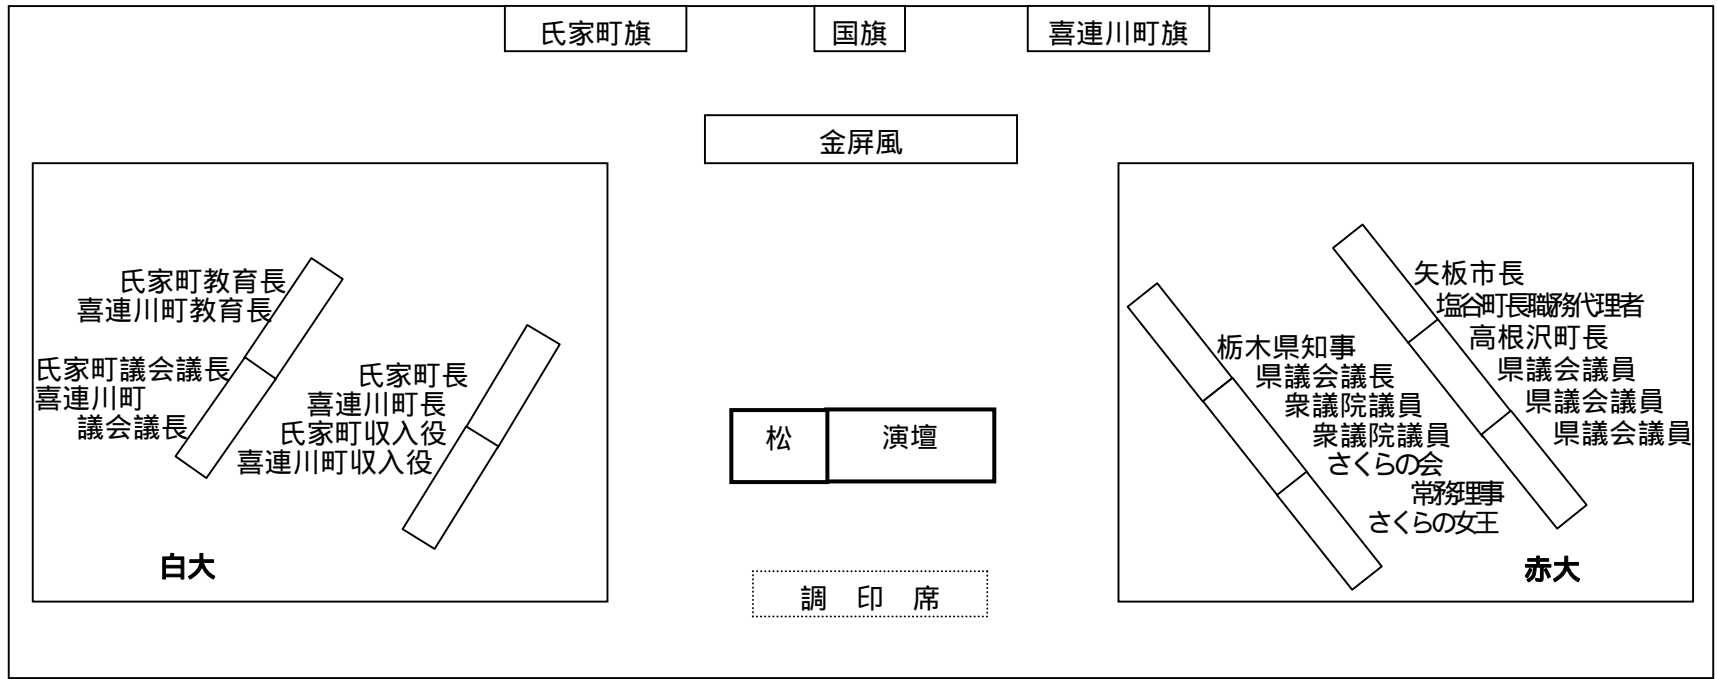 氏家町旗
国旗
喜連川町旗
金屏風
氏家町教育長
喜連川町教育長
氏家町議会議長
喜連川町
議会議長
氏家町長
喜連川町長
氏家町収入役
喜連川町収入役
白大
松
演壇
調 印 席
栃木県知事
県議会議長
衆議院議員
衆議院議員
さくらの会
常務理事
さくらの女王
矢板市長
塩谷町長職務代理者
高根沢町長
県議会議員
県議会議員
県議会議員
赤大